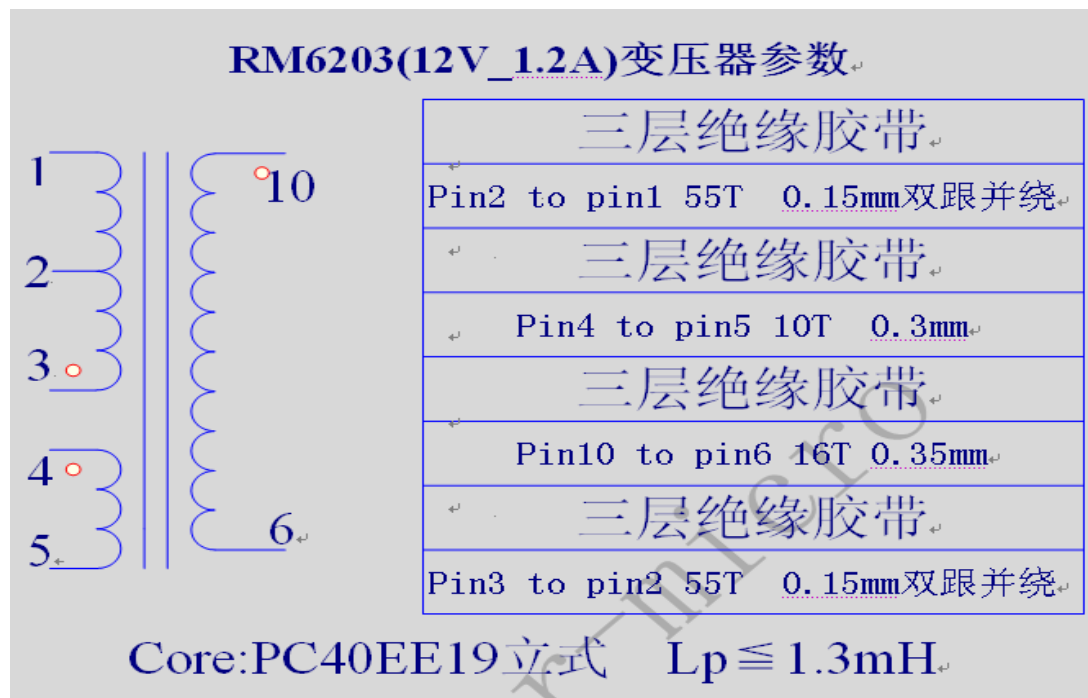 RM6203(12V_1.2A)变压器参数
三层绝缘胶带
1
10
Pin2 to pin1 55T 0.15mm双跟并绕
2
三层绝缘胶带
Pin4 to pin5 10T 0.3mm
3
三层绝缘胶带
4
Pin10 to pin6 16T 0.35mm
三层绝缘胶带
6
5
Pin3 to pin2 55T 0.15mm双跟并绕
Core:PC40EE19立式 Lp≦1.3mH
r-micro